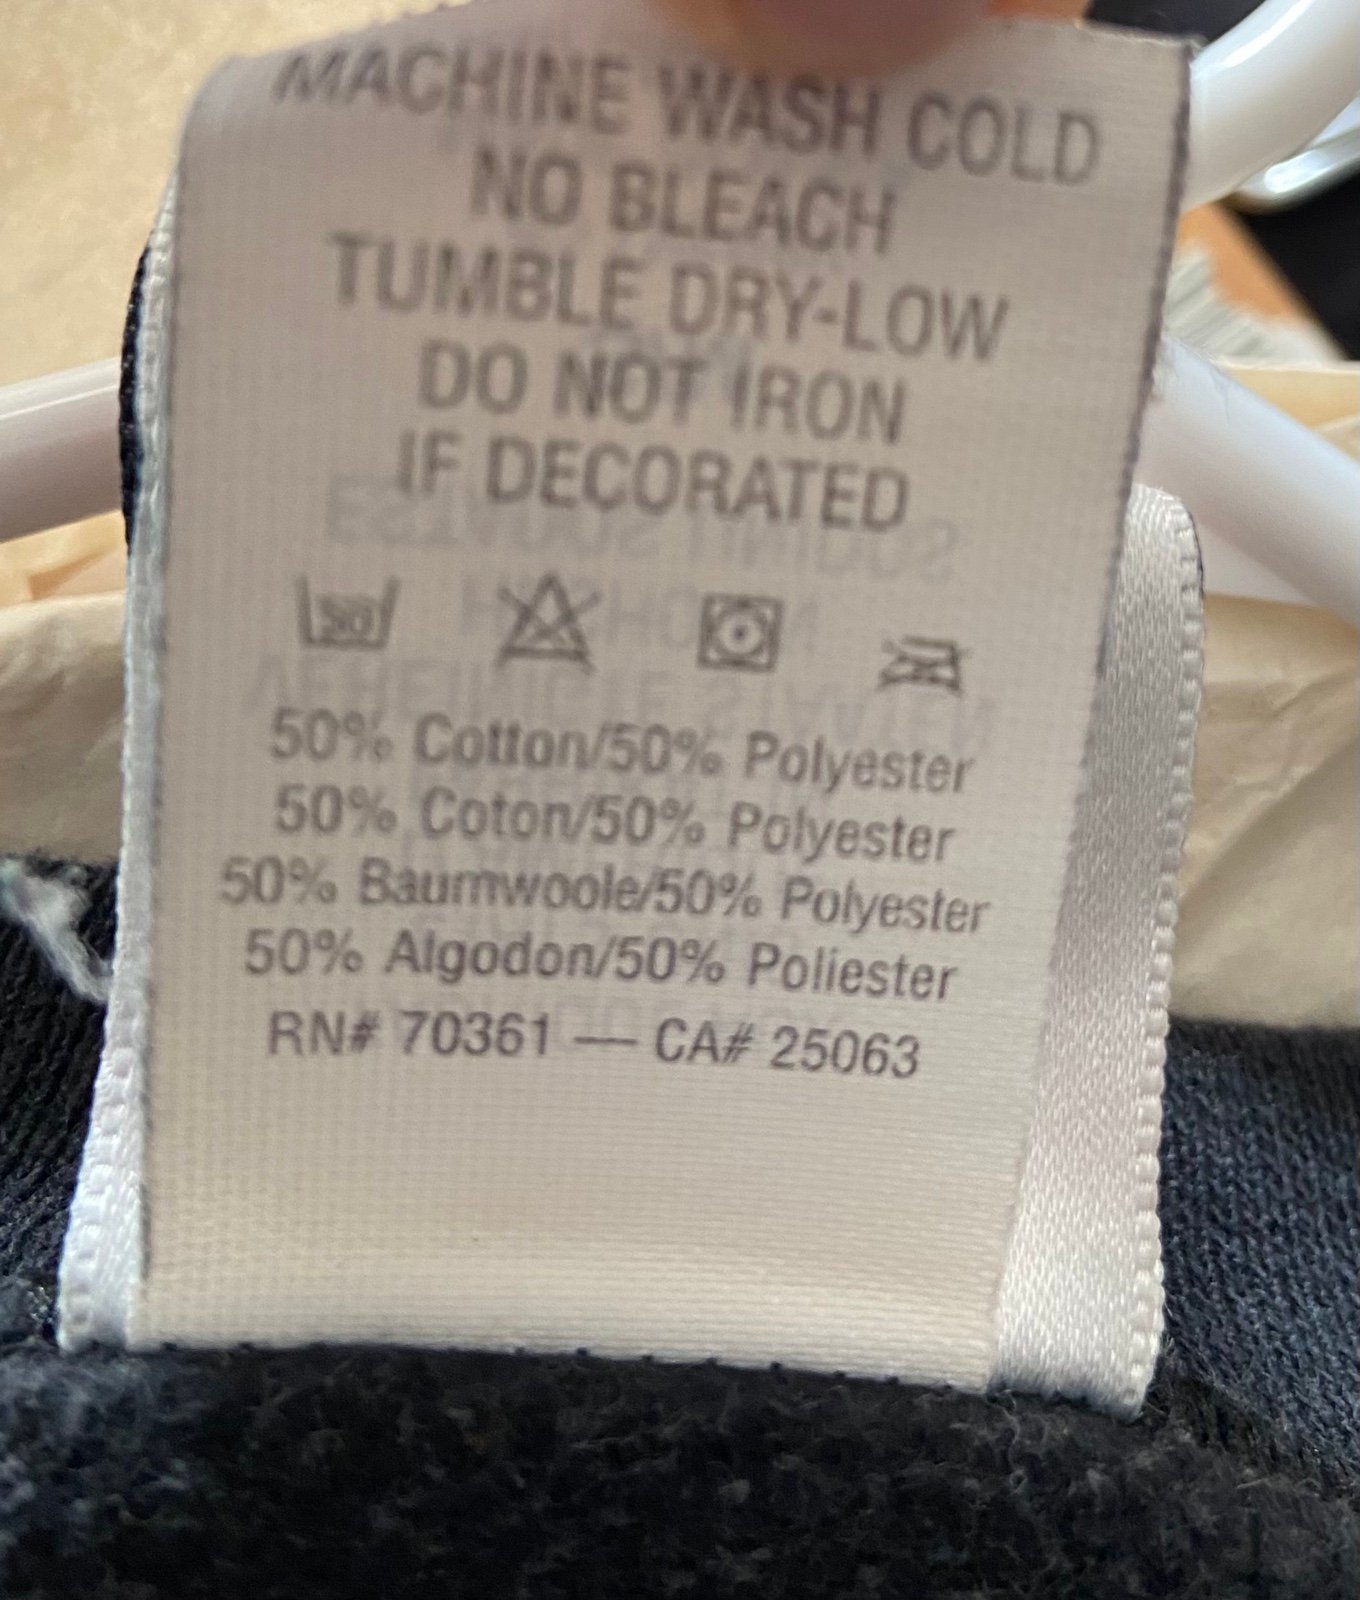 MACHINE WASH COLD
NO BLEACH
TUMBLE DRY-LOW
DO NOT IRON
IF DECORATED
50% Cotton/50% Polyester
50% Coton/50% Polyester
50% Baumwoole/50% Polyester
50% Algodon/50% Poliester
RN# 70361 — CA# 25063